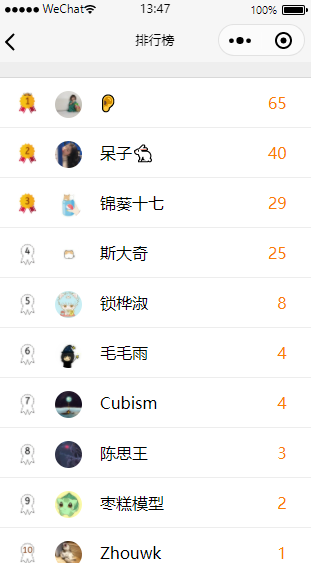 WeChat 13:47 100%
排行榜
1 👂 65
2 呆子🐇 40
3 锦葵十七 29
4 斯大奇 25
5 锁桦淑 8
6 毛毛雨 4
7 Cubism 4
8 陈思王 3
9 枣糕模型 2
10 Zhouwk 1